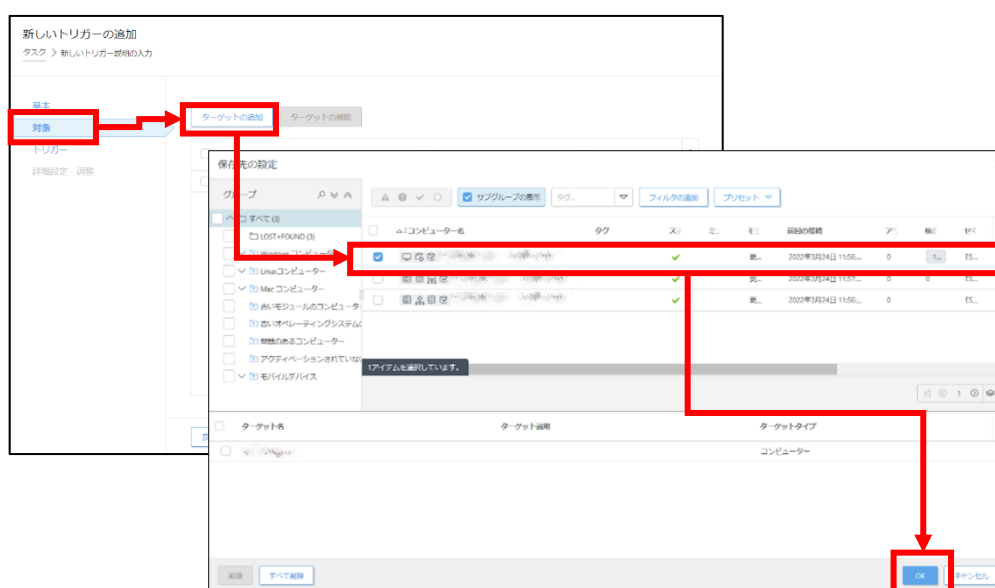 新しいトリガーの追加
タスク > 新しいトリガー説明の入力
基本
対象
トリガー
詳細設定 - 調整
ターゲットの追加
ターゲットの削除
保存先の設定
グループ
サブグループの表示
タグ...
フィルタの追加
プリセット
すべて (3)
LOST+FOUND (3)
Windows コンピューター
Linuxコンピューター
Mac コンピューター
古いモジュールのコンピュータ
古いオペレーティングシステムの
問題のあるコンピューター
アクティベーションされていない
モバイルデバイス
コンピューター名
タグ
前回の接続
更... 2022年3月24日 11:56:... 0 1... ES...
更... 2022年3月24日 11:57:... 0 0 ES...
更... 2022年3月24日 11:56:... 0 ES...
1アイテムを選択しています。
1
ターゲット名
ターゲット説明
ターゲットタイプ
コンピューター
削除
すべて削除
OK
キャンセル